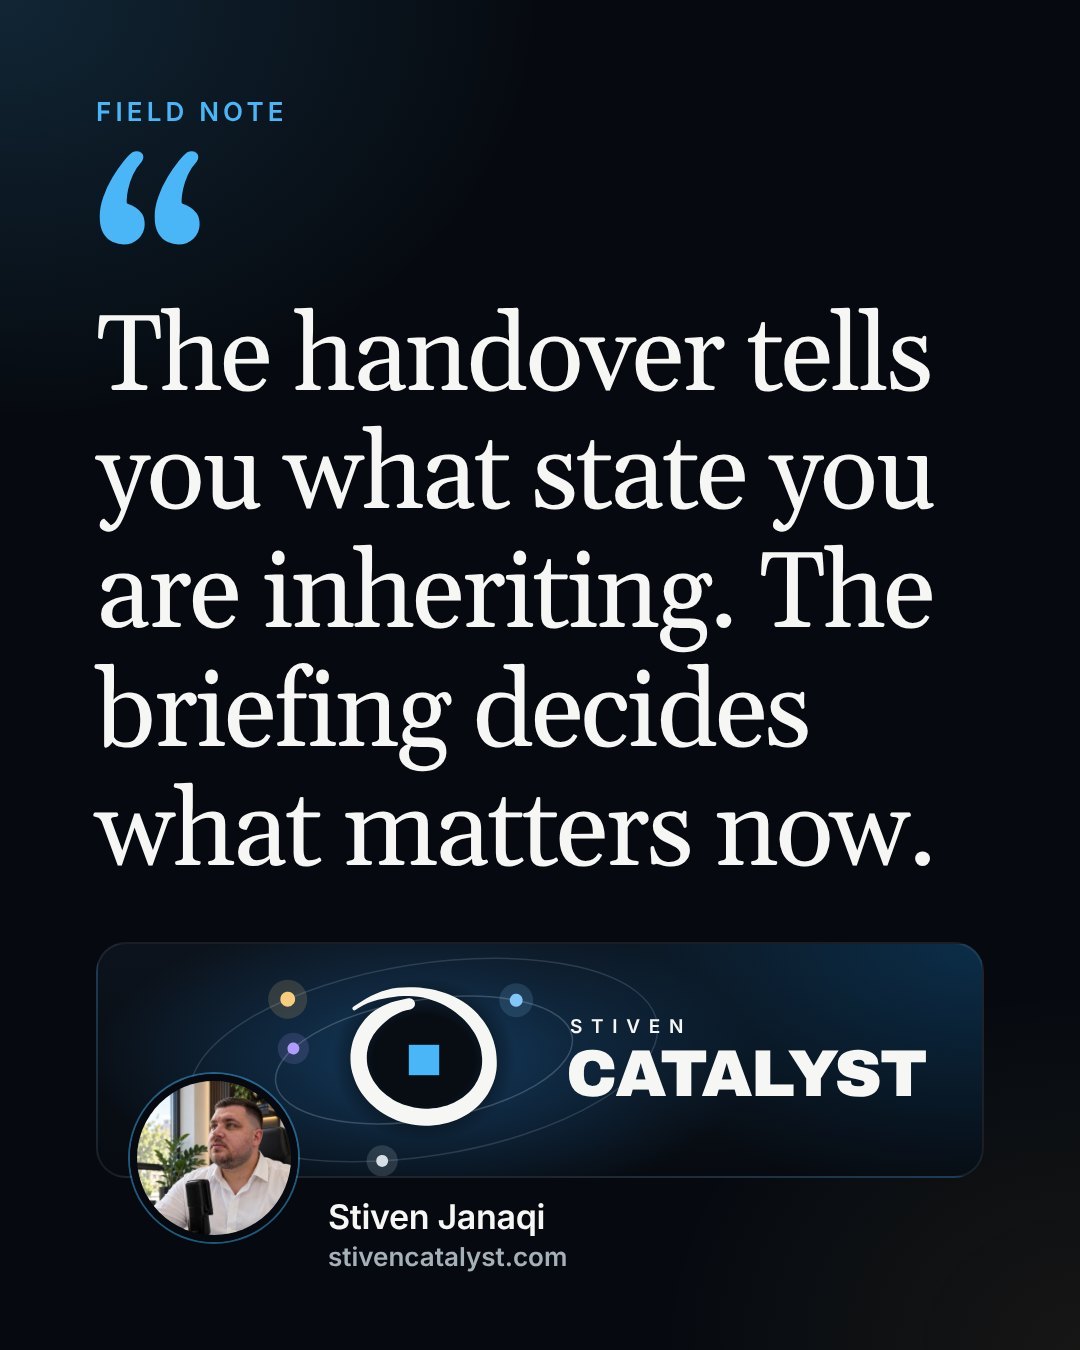 FIELD NOTE
“
The handover tells
you what state you
are inheriting. The
briefing decides
what matters now.
STIVEN
CATALYST
Stiven Janaqi
stivencatalyst.com